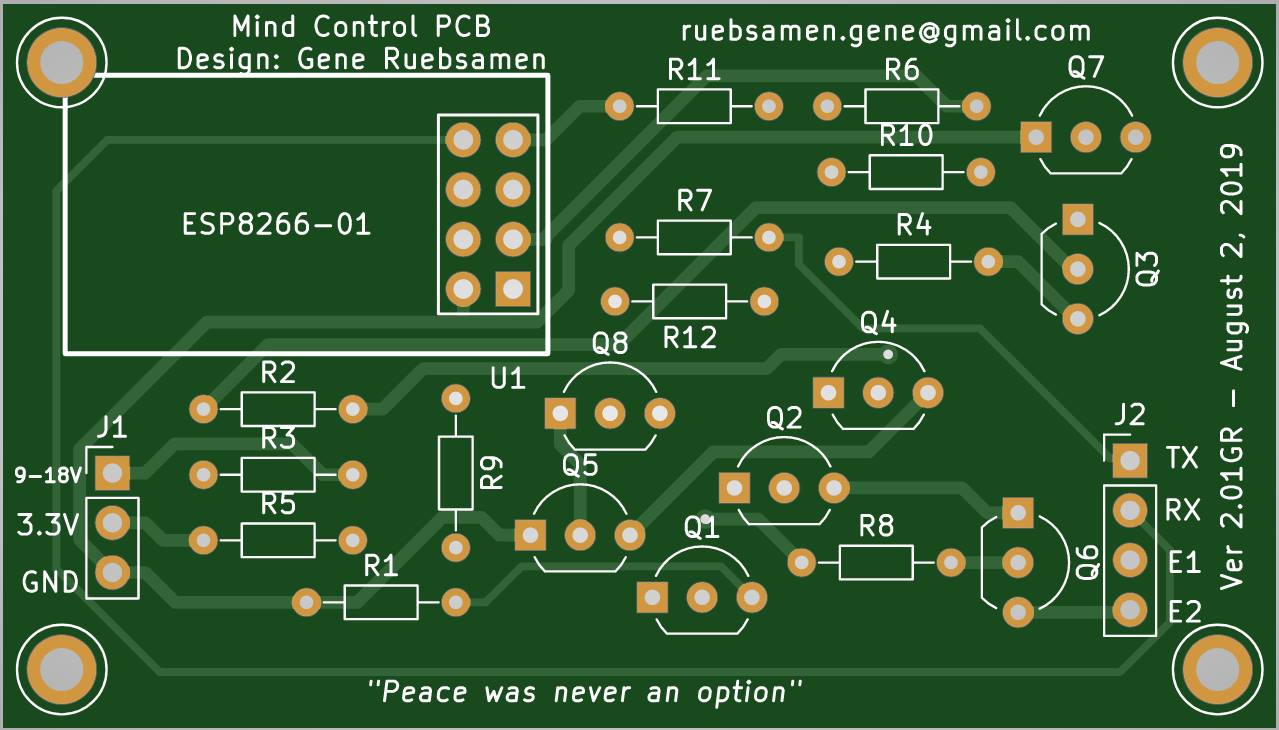 Mind Control PCB
Design: Gene Ruebsamen
ruebsamen.gene@gmail.com
R11
R6
Q7
R10
ESP8266-01
R7
R4
Q3
R12
Q4
Q8
U1
R2
R3
R5
R9
R1
J1
9-18V
3.3V
GND
Q5
Q2
Q1
R8
Q6
J2
TX
RX
E1
E2
Ver 2.01GR - August 2, 2019
"Peace was never an option"